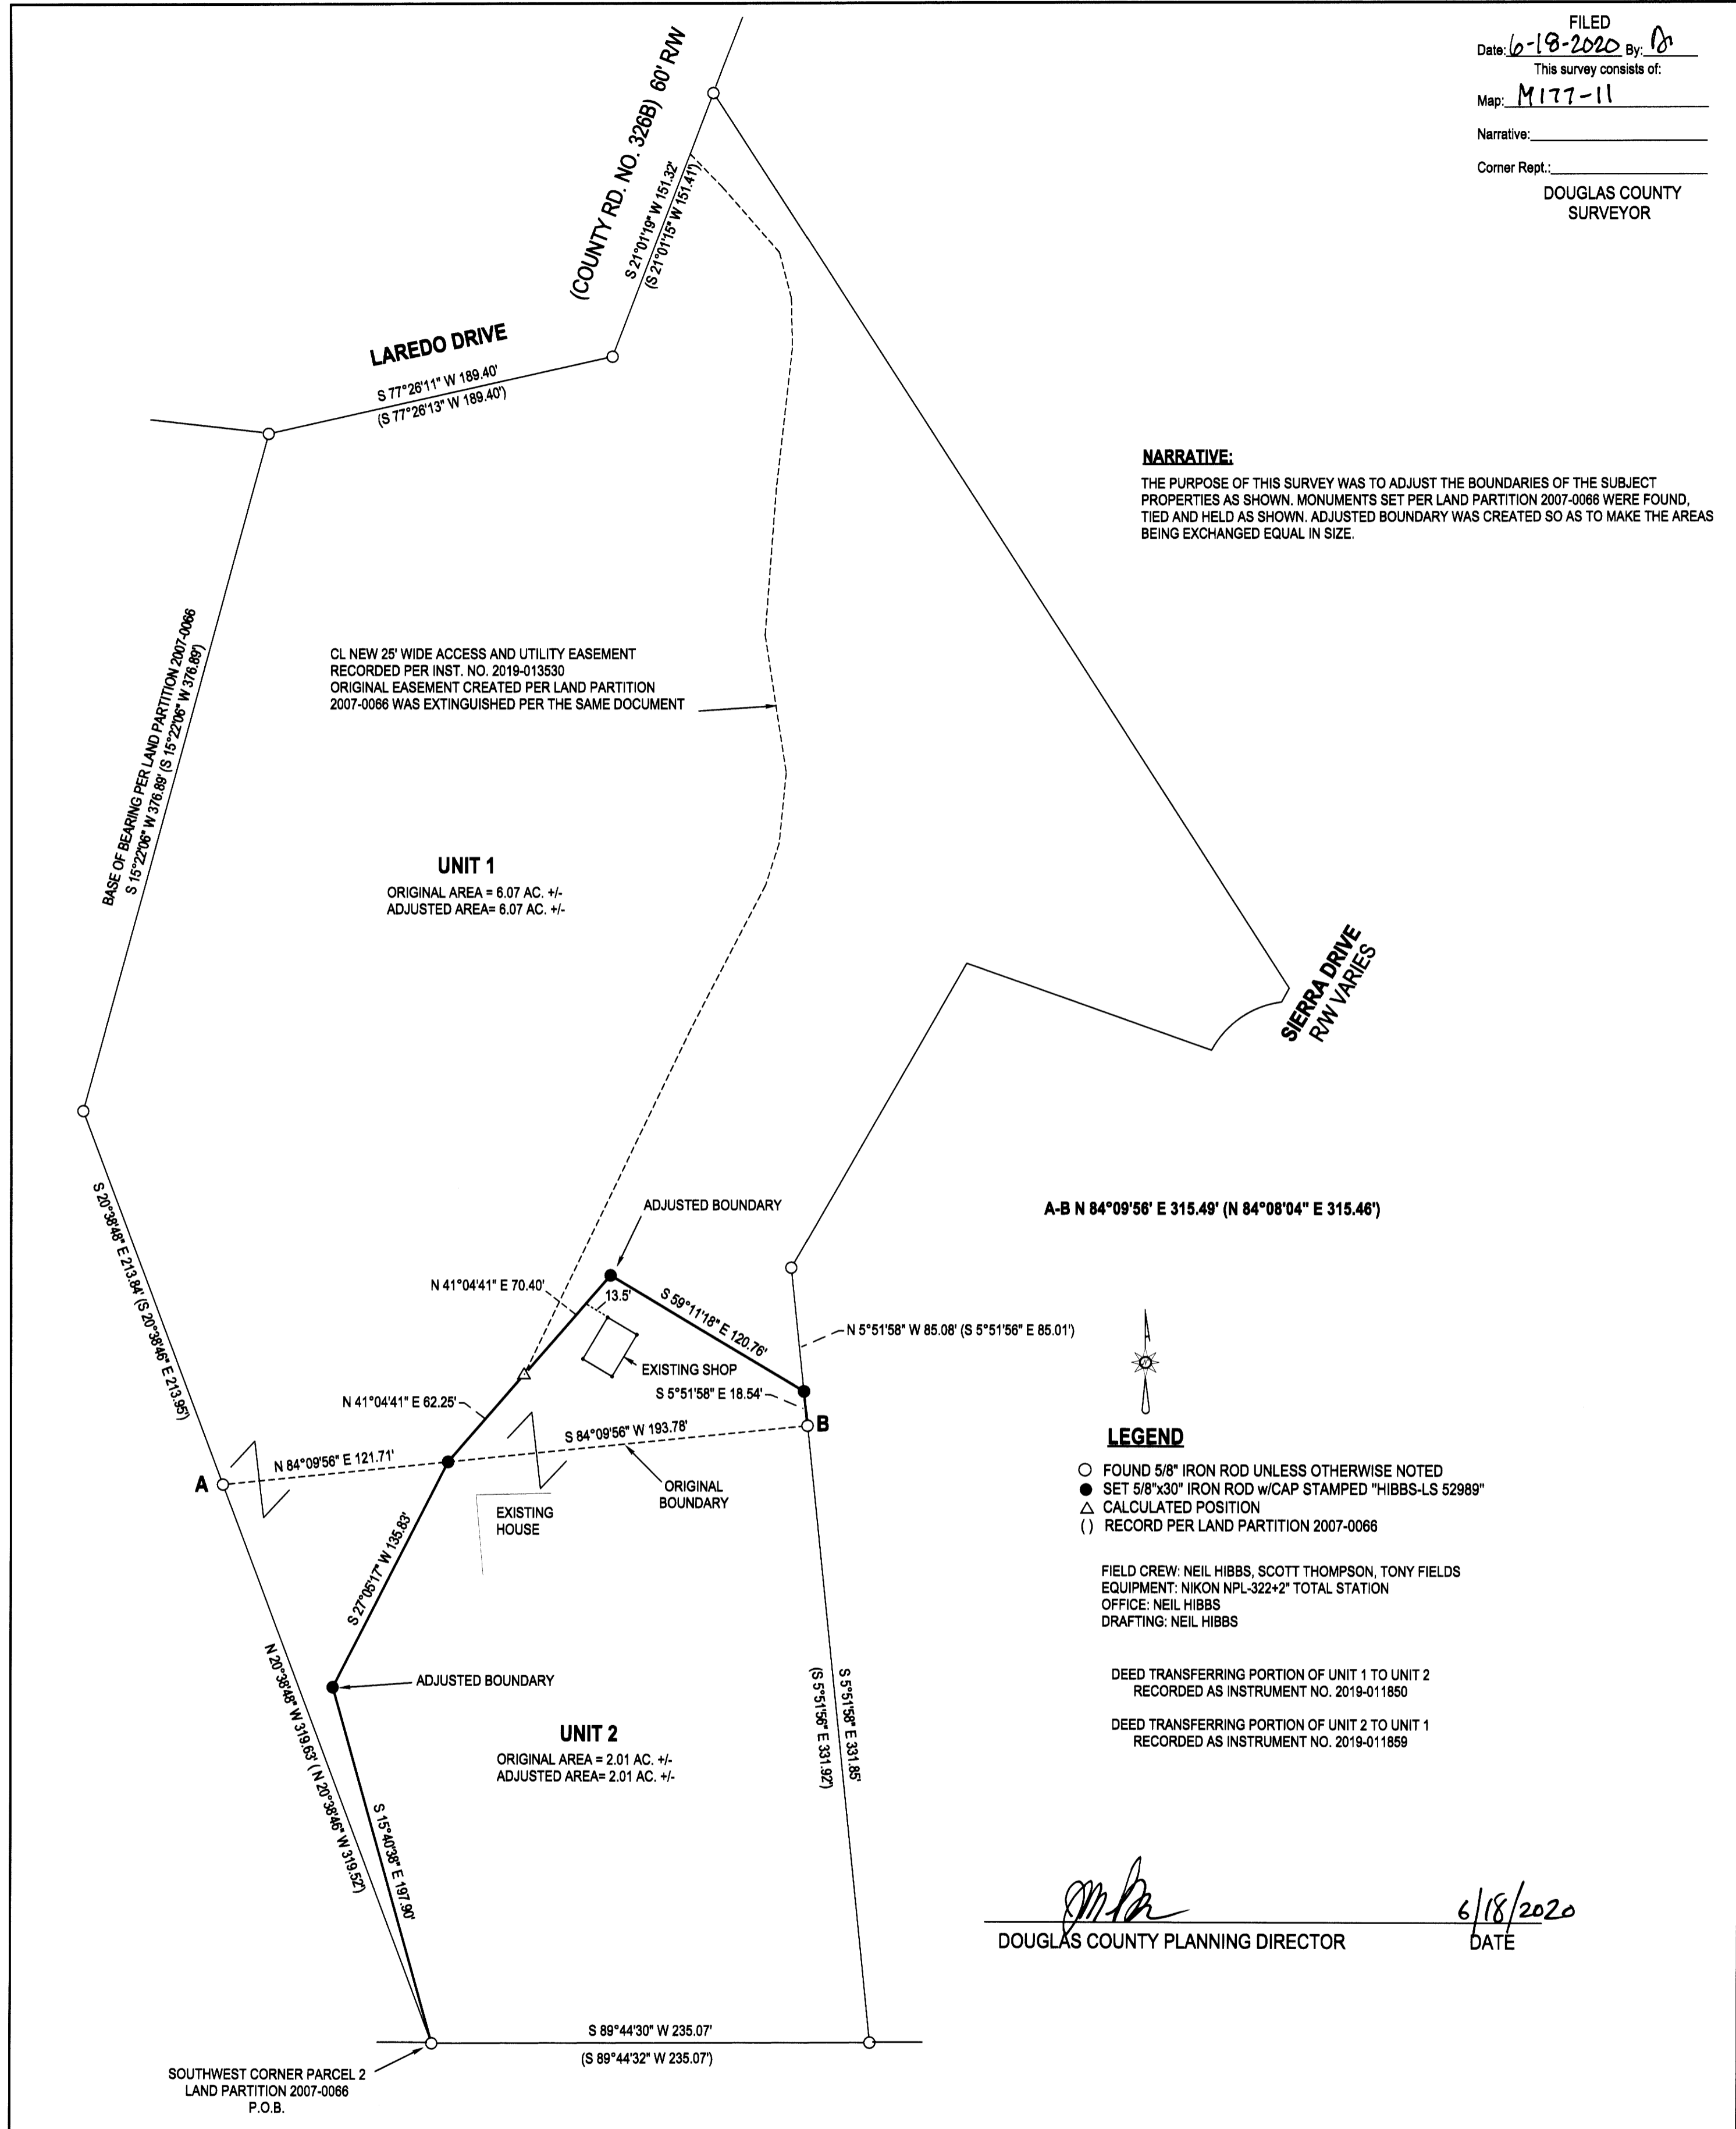 FILED
Date: 6-18-2020 By:
This survey consists of:
Map: M177-11
Narrative:
Corner Rept.:
DOUGLAS COUNTY
SURVEYOR
(COUNTY RD. NO. 326B) 60' R/W
S 21°01'19" W 151.32'
(S 21°01'15" W 151.41')
LAREDO DRIVE
S 77°26'11" W 189.40'
(S 77°26'13" W 189.40')
NARRATIVE:
THE PURPOSE OF THIS SURVEY WAS TO ADJUST THE BOUNDARIES OF THE SUBJECT
PROPERTIES AS SHOWN. MONUMENTS SET PER LAND PARTITION 2007-0066 WERE FOUND,
TIED AND HELD AS SHOWN. ADJUSTED BOUNDARY WAS CREATED SO AS TO MAKE THE AREAS
BEING EXCHANGED EQUAL IN SIZE.
BASE OF BEARING PER LAND PARTITION 2007-0066
S 15°22'06" W 376.89' (S 15°22'06" W 376.89')
CL NEW 25' WIDE ACCESS AND UTILITY EASEMENT
RECORDED PER INST. NO. 2019-013530
ORIGINAL EASEMENT CREATED PER LAND PARTITION
2007-0066 WAS EXTINGUISHED PER THE SAME DOCUMENT
UNIT 1
ORIGINAL AREA = 6.07 AC. +/-
ADJUSTED AREA= 6.07 AC. +/-
SIERRA DRIVE
R/W VARIES
S 20°38'48" E 213.84' (S 20°38'46" E 213.95')
ADJUSTED BOUNDARY
A-B N 84°09'56' E 315.49' (N 84°08'04" E 315.46')
N 41°04'41" E 70.40'
13.5'
S 59°11'18" E 120.76'
N 5°51'58" W 85.08' (S 5°51'56" E 85.01')
EXISTING SHOP
S 5°51'58" E 18.54'
N 41°04'41" E 62.25'
S 84°09'56" W 193.78'
B
N 84°09'56" E 121.71'
A
ORIGINAL
BOUNDARY
EXISTING
HOUSE
LEGEND
FOUND 5/8" IRON ROD UNLESS OTHERWISE NOTED
SET 5/8"x30" IRON ROD w/CAP STAMPED "HIBBS-LS 52989"
CALCULATED POSITION
( ) RECORD PER LAND PARTITION 2007-0066
FIELD CREW: NEIL HIBBS, SCOTT THOMPSON, TONY FIELDS
EQUIPMENT: NIKON NPL-322+2" TOTAL STATION
OFFICE: NEIL HIBBS
DRAFTING: NEIL HIBBS
S 27°05'17" W 135.83'
N 20°38'48" W 319.63' ( N 20°38'46" W 319.52')
ADJUSTED BOUNDARY
S 5°51'58" E 331.85'
(S 5°51'56" E 331.92')
DEED TRANSFERRING PORTION OF UNIT 1 TO UNIT 2
RECORDED AS INSTRUMENT NO. 2019-011850
DEED TRANSFERRING PORTION OF UNIT 2 TO UNIT 1
RECORDED AS INSTRUMENT NO. 2019-011859
UNIT 2
ORIGINAL AREA = 2.01 AC. +/-
ADJUSTED AREA= 2.01 AC. +/-
S 15°40'38" E 197.90'
6/18/2020
DOUGLAS COUNTY PLANNING DIRECTOR DATE
S 89°44'30" W 235.07'
(S 89°44'32" W 235.07')
SOUTHWEST CORNER PARCEL 2
LAND PARTITION 2007-0066
P.O.B.